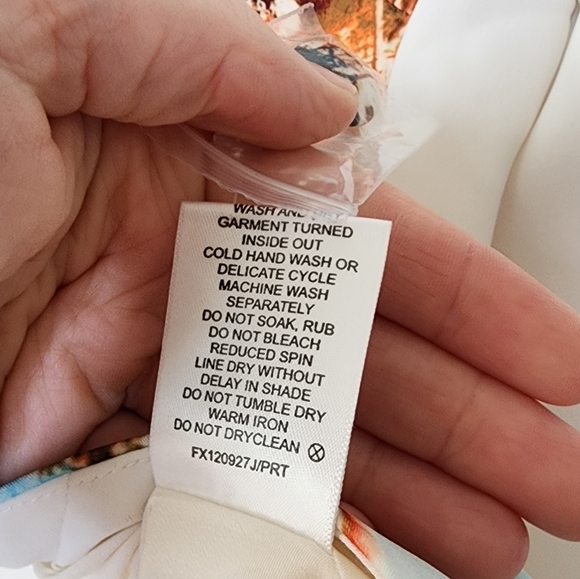 WASH AND
GARMENT TURNED
INSIDE OUT
COLD HAND WASH OR
DELICATE CYCLE
MACHINE WASH
SEPARATELY
DO NOT SOAK, RUB
DO NOT BLEACH
REDUCED SPIN
LINE DRY WITHOUT
DELAY IN SHADE
DO NOT TUMBLE DRY
WARM IRON
DO NOT DRYCLEAN
FX120927J/PRT